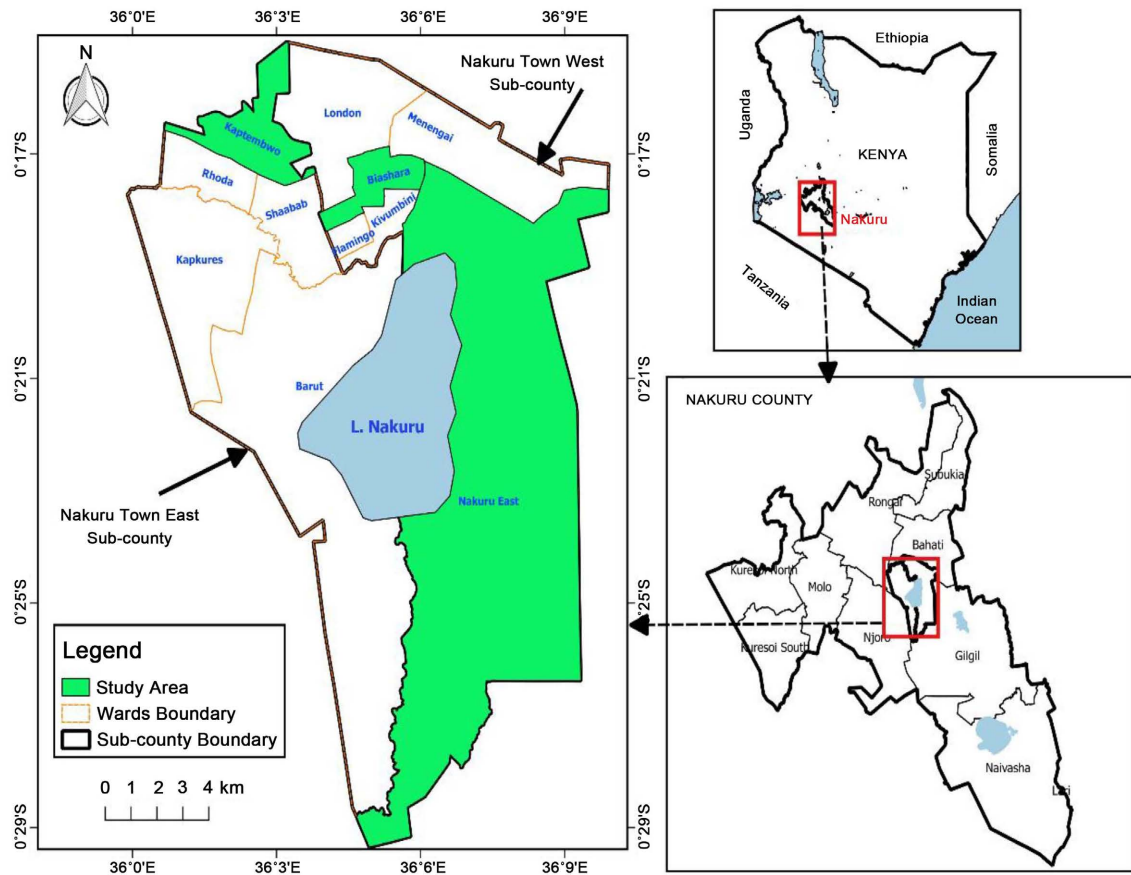 36°0'E 36°3'E 36°6'E 36°9'E
N
Nakuru Town West
Sub-county
London
Menengai
Kaptembwo
0°17'S
0°17'S
Biashara
Rhoda
Shaabab
Kivumbini
Flamingo
Kapkures
0°21'S
0°21'S
Barut
L. Nakuru
Nakuru East
Nakuru Town East
Sub-county
0°25'S
0°25'S
Legend
Study Area
Wards Boundary
Sub-county Boundary
0 1 2 3 4 km
0°29'S
0°29'S
36°0'E 36°3'E 36°6'E 36°9'E
Ethiopia
Uganda
KENYA
Somalia
Nakuru
Tanzania
Indian
Ocean
NAKURU COUNTY
Subukia
Rongai
Bahati
Kuresoi North
Molo
Njoro
Kuresoi South
Gilgil
Naivasha